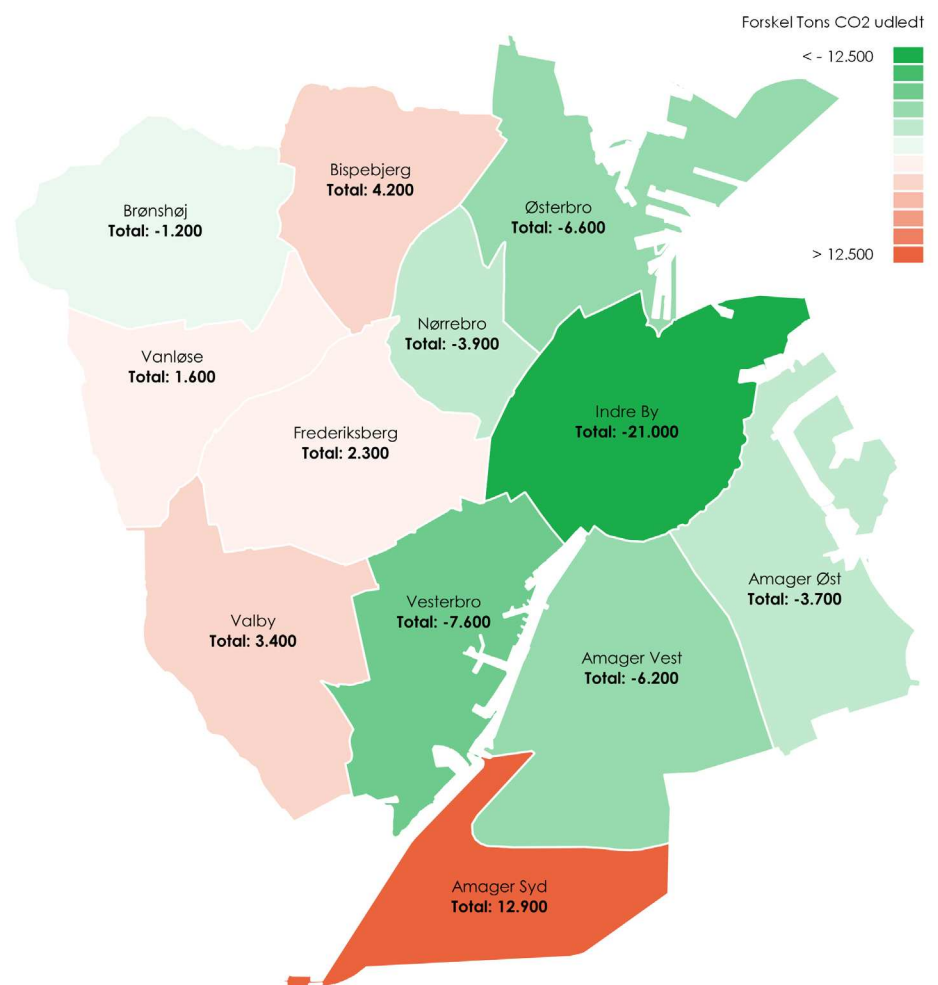 Forskel Tons CO2 udledt
< - 12.500
> 12.500
Bispebjerg
Total: 4.200
Brønshøj
Total: -1.200
Østerbro
Total: -6.600
Nørrebro
Total: -3.900
Vanløse
Total: 1.600
Indre By
Total: -21.000
Frederiksberg
Total: 2.300
Amager Øst
Total: -3.700
Vesterbro
Total: -7.600
Valby
Total: 3.400
Amager Vest
Total: -6.200
Amager Syd
Total: 12.900